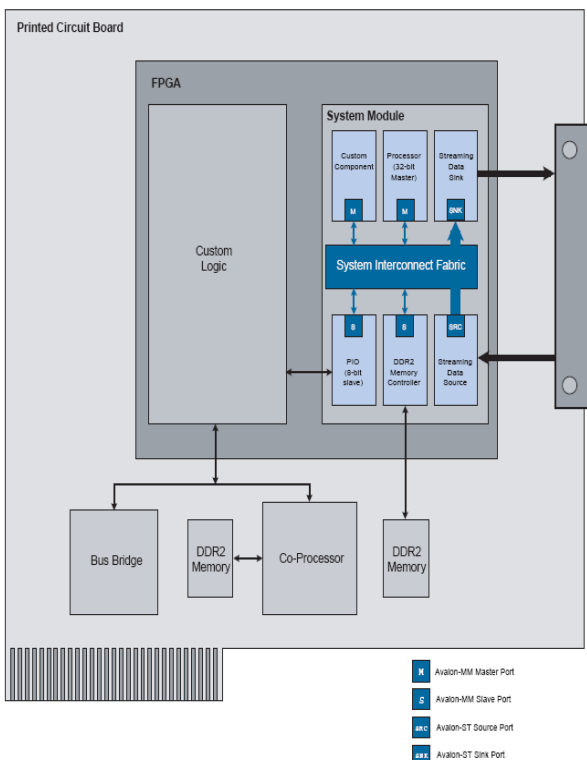 Printed Circuit Board
FPGA
System Module
Custom
Component
M
Processor
(32-bit
Master)
M
Streaming
Data
Sink
SNK
Custom
Logic
System Interconnect Fabric
S
PIO
(8-bit
slave)
S
DDR2
Memory
Controller
SRC
Streaming
Data
Source
Bus Bridge
DDR2
Memory
Co-Processor
DDR2
Memory
M Avalon-MM Master Port
S Avalon-MM Slave Port
SRC Avalon-ST Source Port
SNK Avalon-ST Sink Port